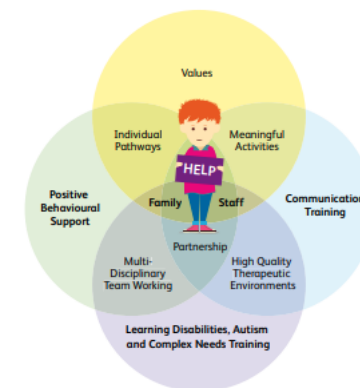 Values
Individual
Pathways
Meaningful
Activities
HELP
Positive
Behavioural
Support
Family
Staff
Communication
Training
Partnership
Multi-
Disciplinary
Team Working
High Quality
Therapeutic
Environments
Learning Disabilities, Autism
and Complex Needs Training